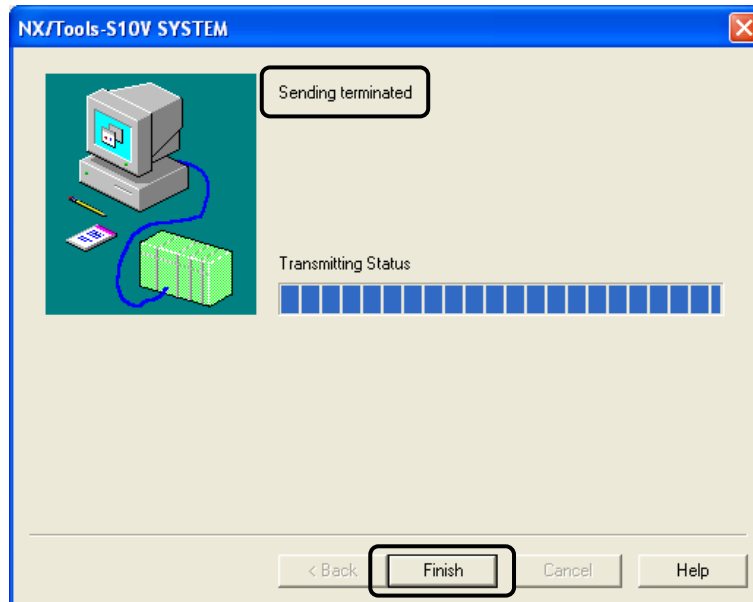 NX/Tools-S10V SYSTEM
Sending terminated
Transmitting Status
< Back Finish Cancel Help